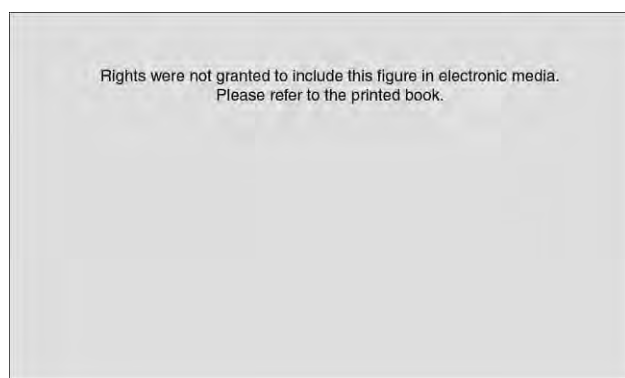 Rights were not granted to include this figure in electronic media.
Please refer to the printed book.